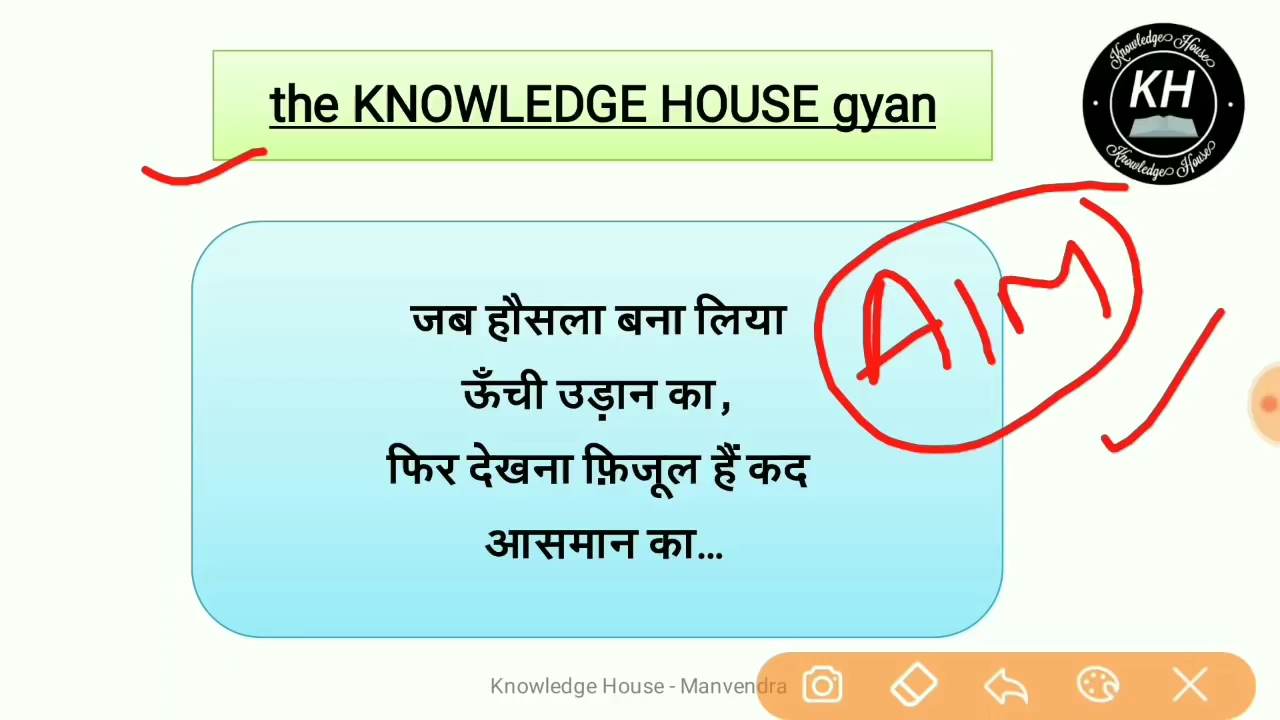 the KNOWLEDGE HOUSE gyan
Knowledge House
KH
Knowledge House
जब हौसला बना लिया
ऊँची उड़ान का,
फिर देखना फ़िजूल हैं कद
आसमान का...
AIM
Knowledge House - Manvendra